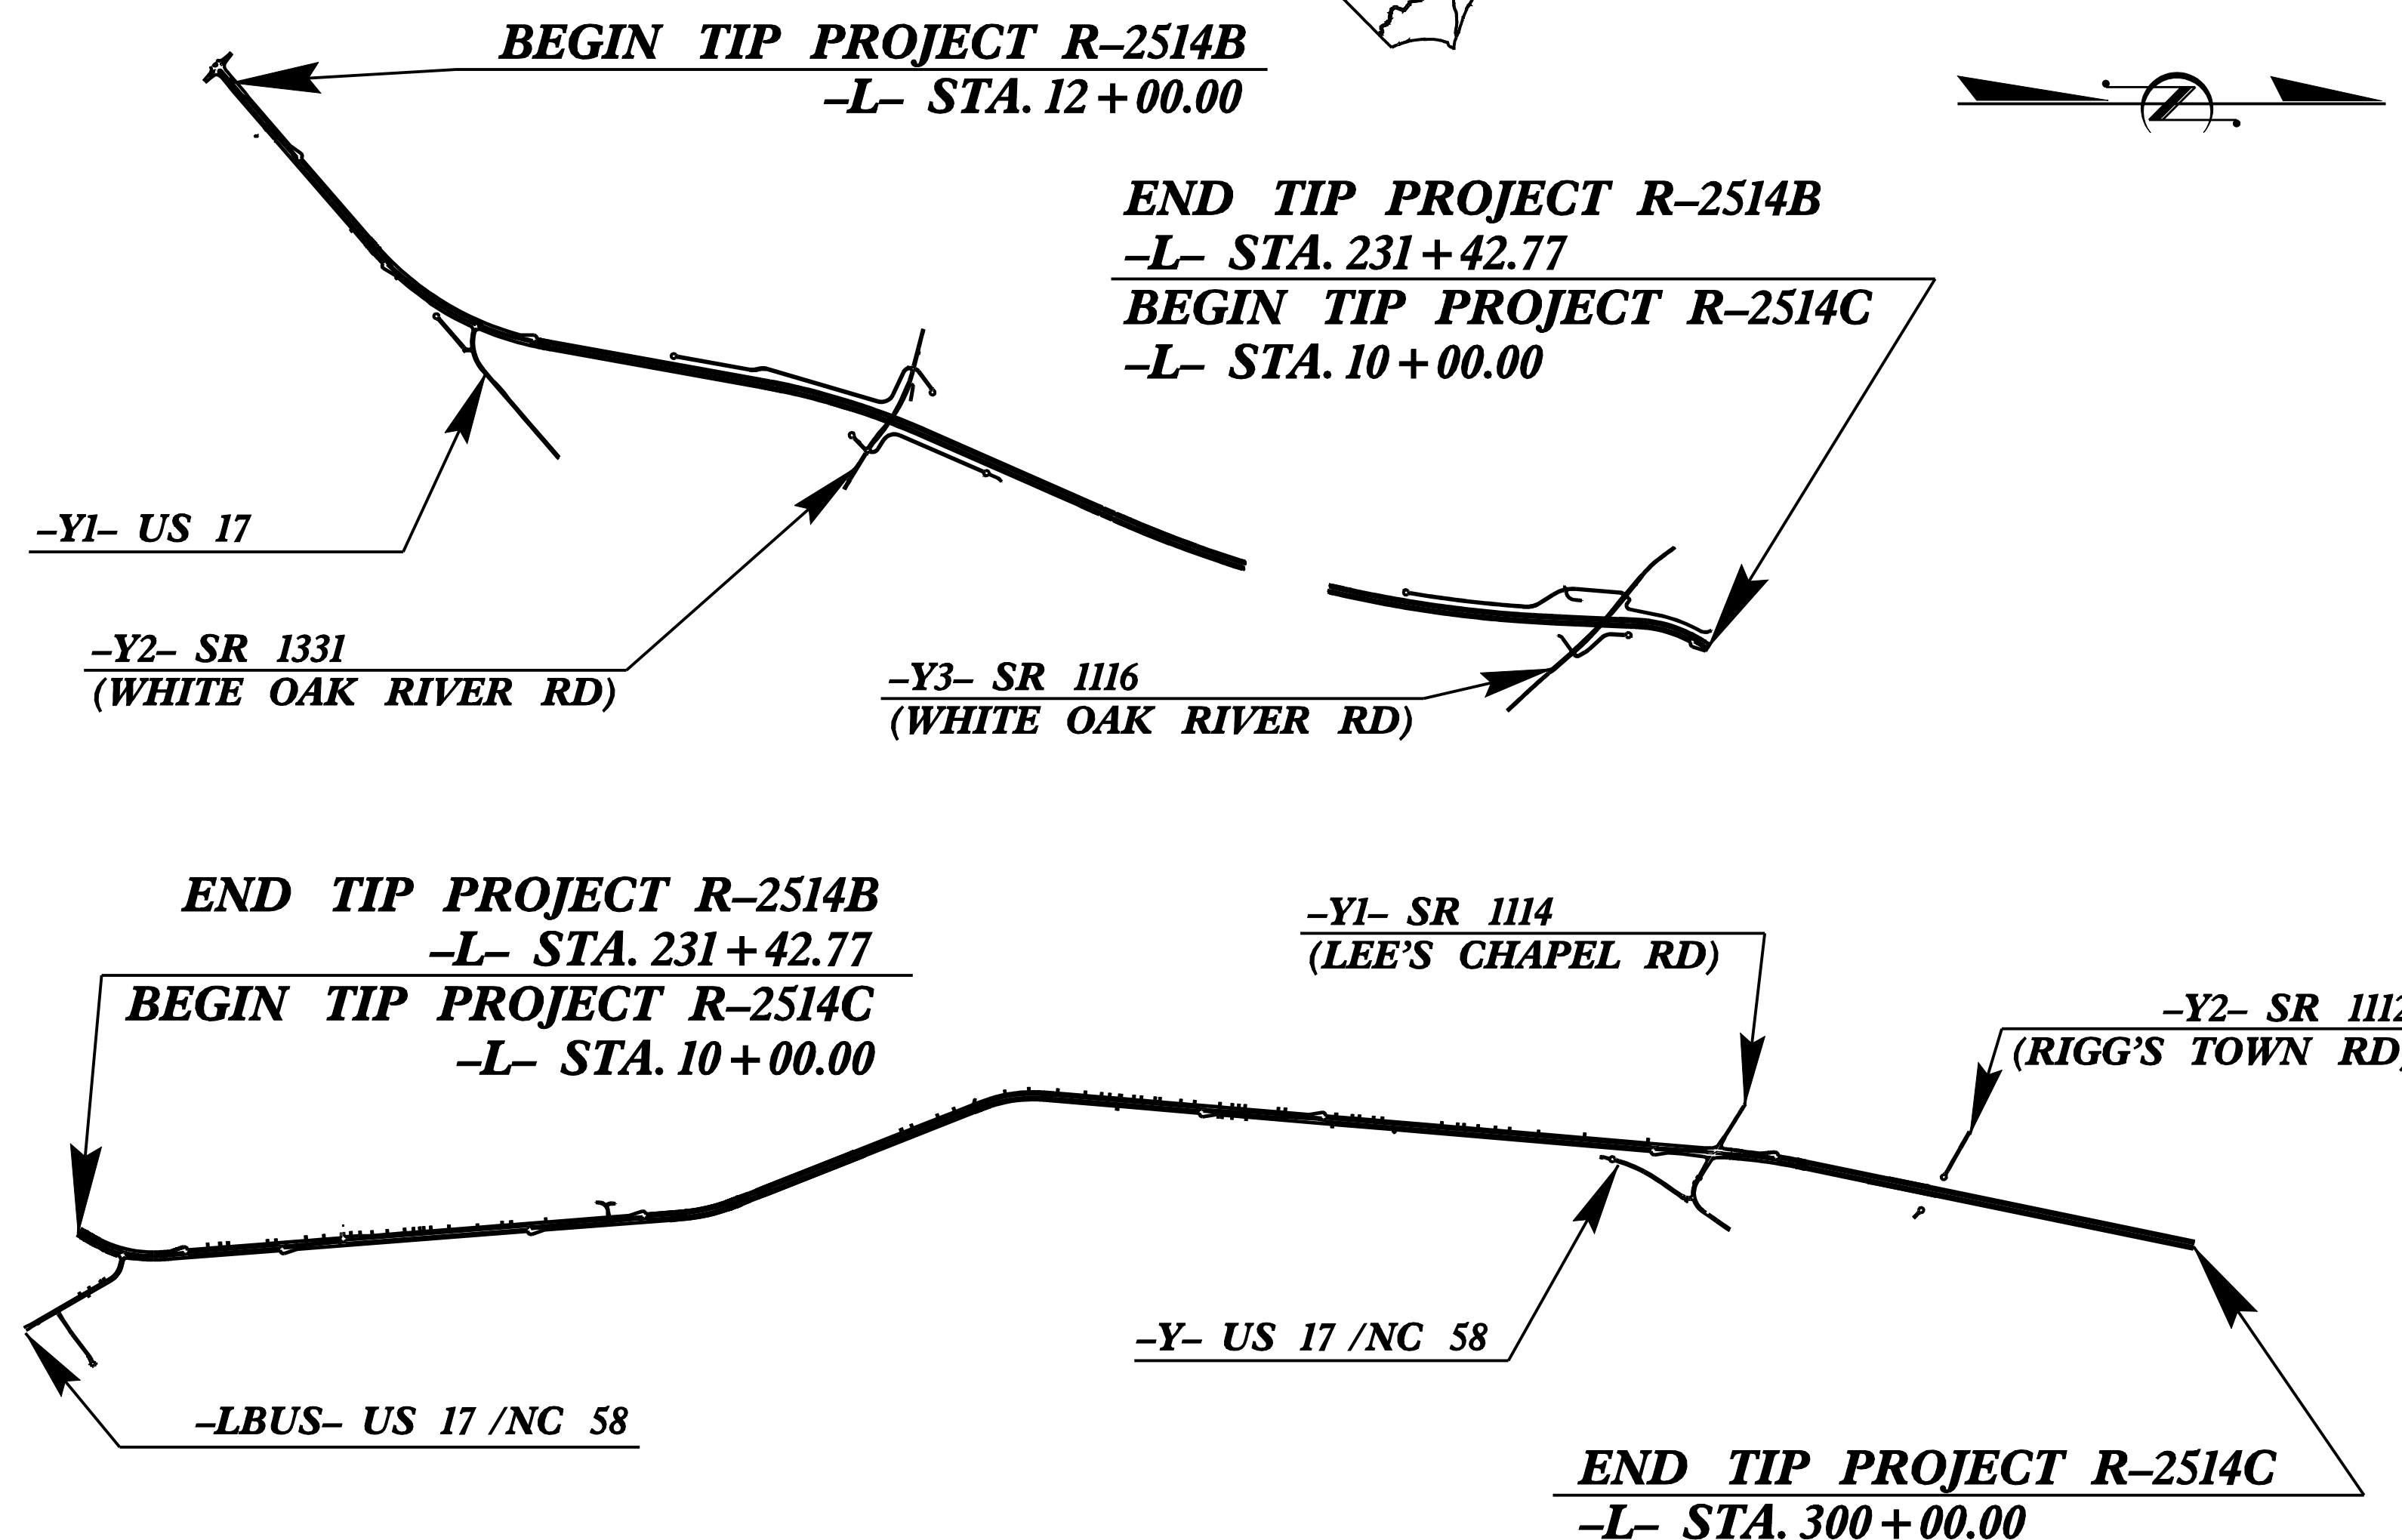 BEGIN TIP PROJECT R-2514B
-L- STA. 12+00.00
END TIP PROJECT R-2514B
-L- STA. 231+42.77
BEGIN TIP PROJECT R-2514C
-L- STA. 10+00.00
-Y1- US 17
-Y2- SR 1331
(WHITE OAK RIVER RD)
-Y3- SR 1116
(WHITE OAK RIVER RD)
END TIP PROJECT R-2514B
-L- STA. 231+42.77
BEGIN TIP PROJECT R-2514C
-L- STA. 10+00.00
-Y1- SR 1114
(LEE'S CHAPEL RD)
-Y2- SR 1112
(RIGG'S TOWN RD)
-Y- US 17/NC 58
-LBUS- US 17/NC 58
END TIP PROJECT R-2514C
-L- STA. 300+00.00